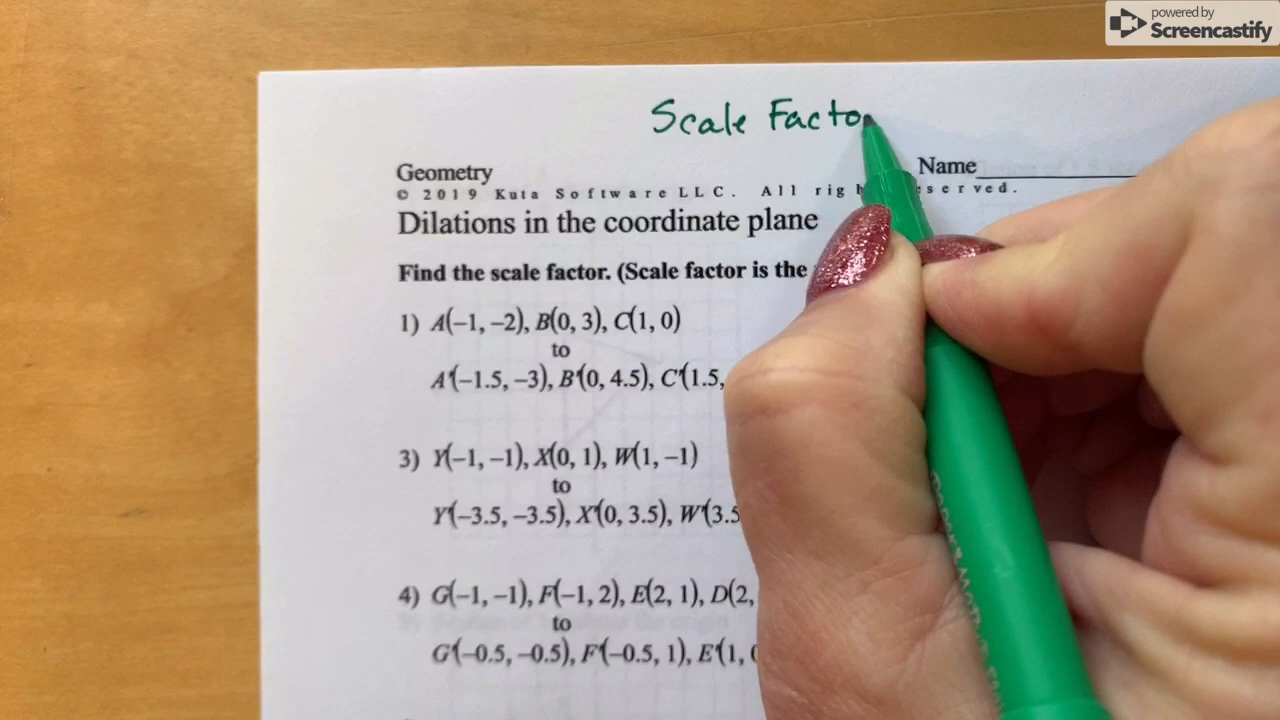 powered by
Screencastify
Scale Facto
Geometry
Name
© 2019 Kuta Software LLC. All rig served.
Dilations in the coordinate plane
Find the scale factor. (Scale factor is the
1) A(−1, −2), B(0, 3), C(1, 0)
to
A'(−1.5, −3), B'(0, 4.5), C'(1.5,
3) Y(−1, −1), X(0, 1), W(1, −1)
to
Y'(−3.5, −3.5), X'(0, 3.5), W'(3.5
4) G(−1, −1), F(−1, 2), E(2, 1), D(2,
to
G'(−0.5, −0.5), F'(−0.5, 1), E'(1,